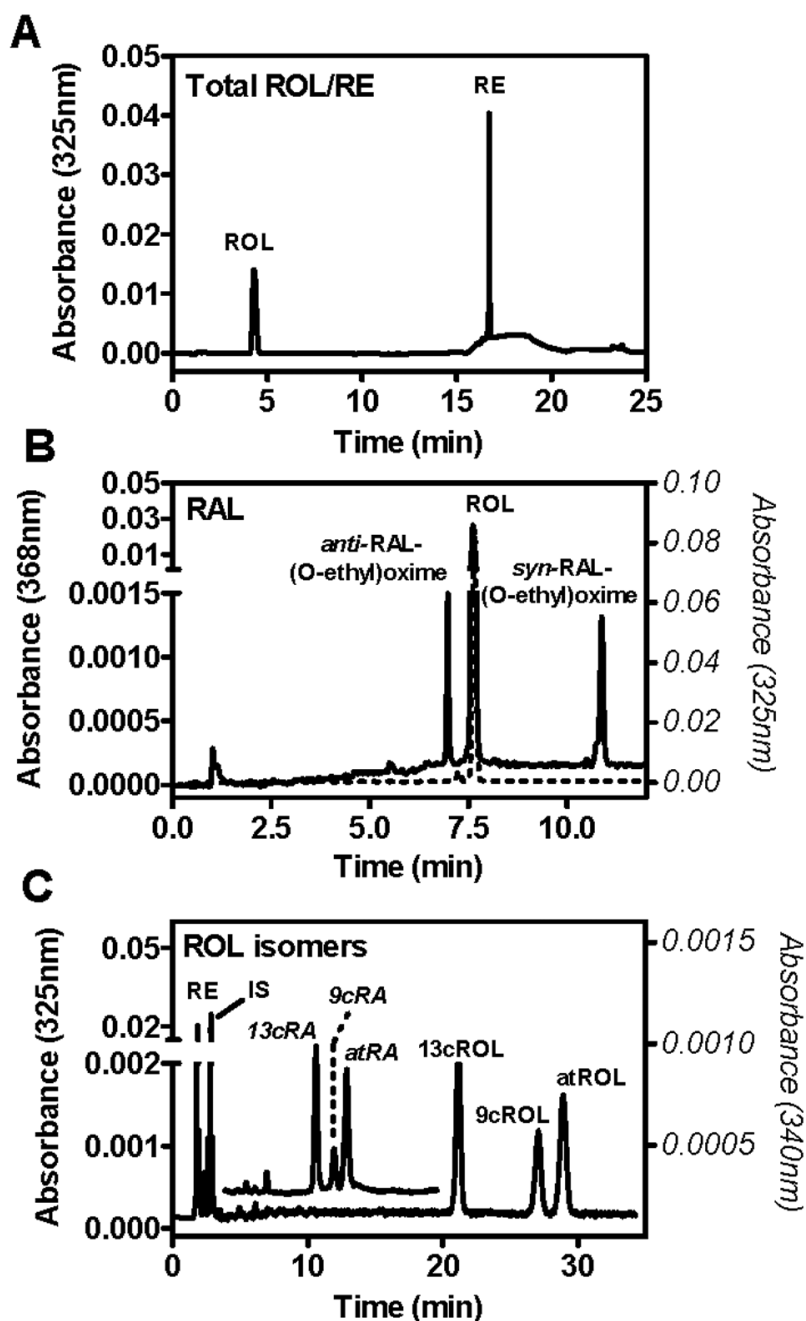 A
Total ROL/RE
RE
ROL
Absorbance (325nm)
0.05
0.04
0.03
0.02
0.01
0.00
0 5 10 15 20 25
Time (min)
B
RAL
ROL
anti-RAL-
(O-ethyl)oxime
syn-RAL-
(O-ethyl)oxime
Absorbance (368nm)
0.05
0.03
0.01
0.0015
0.0010
0.0005
0.0000
0.10
0.08
0.06
0.04
0.02
0.00
Absorbance (325nm)
0.0 2.5 5.0 7.5 10.0
Time (min)
C
ROL isomers
RE
IS
13cRA
9cRA
atRA
13cROL
9cROL
atROL
Absorbance (325nm)
0.05
0.02
0.002
0.001
0.000
0.0015
0.0010
0.0005
Absorbance (340nm)
0 10 20 30
Time (min)